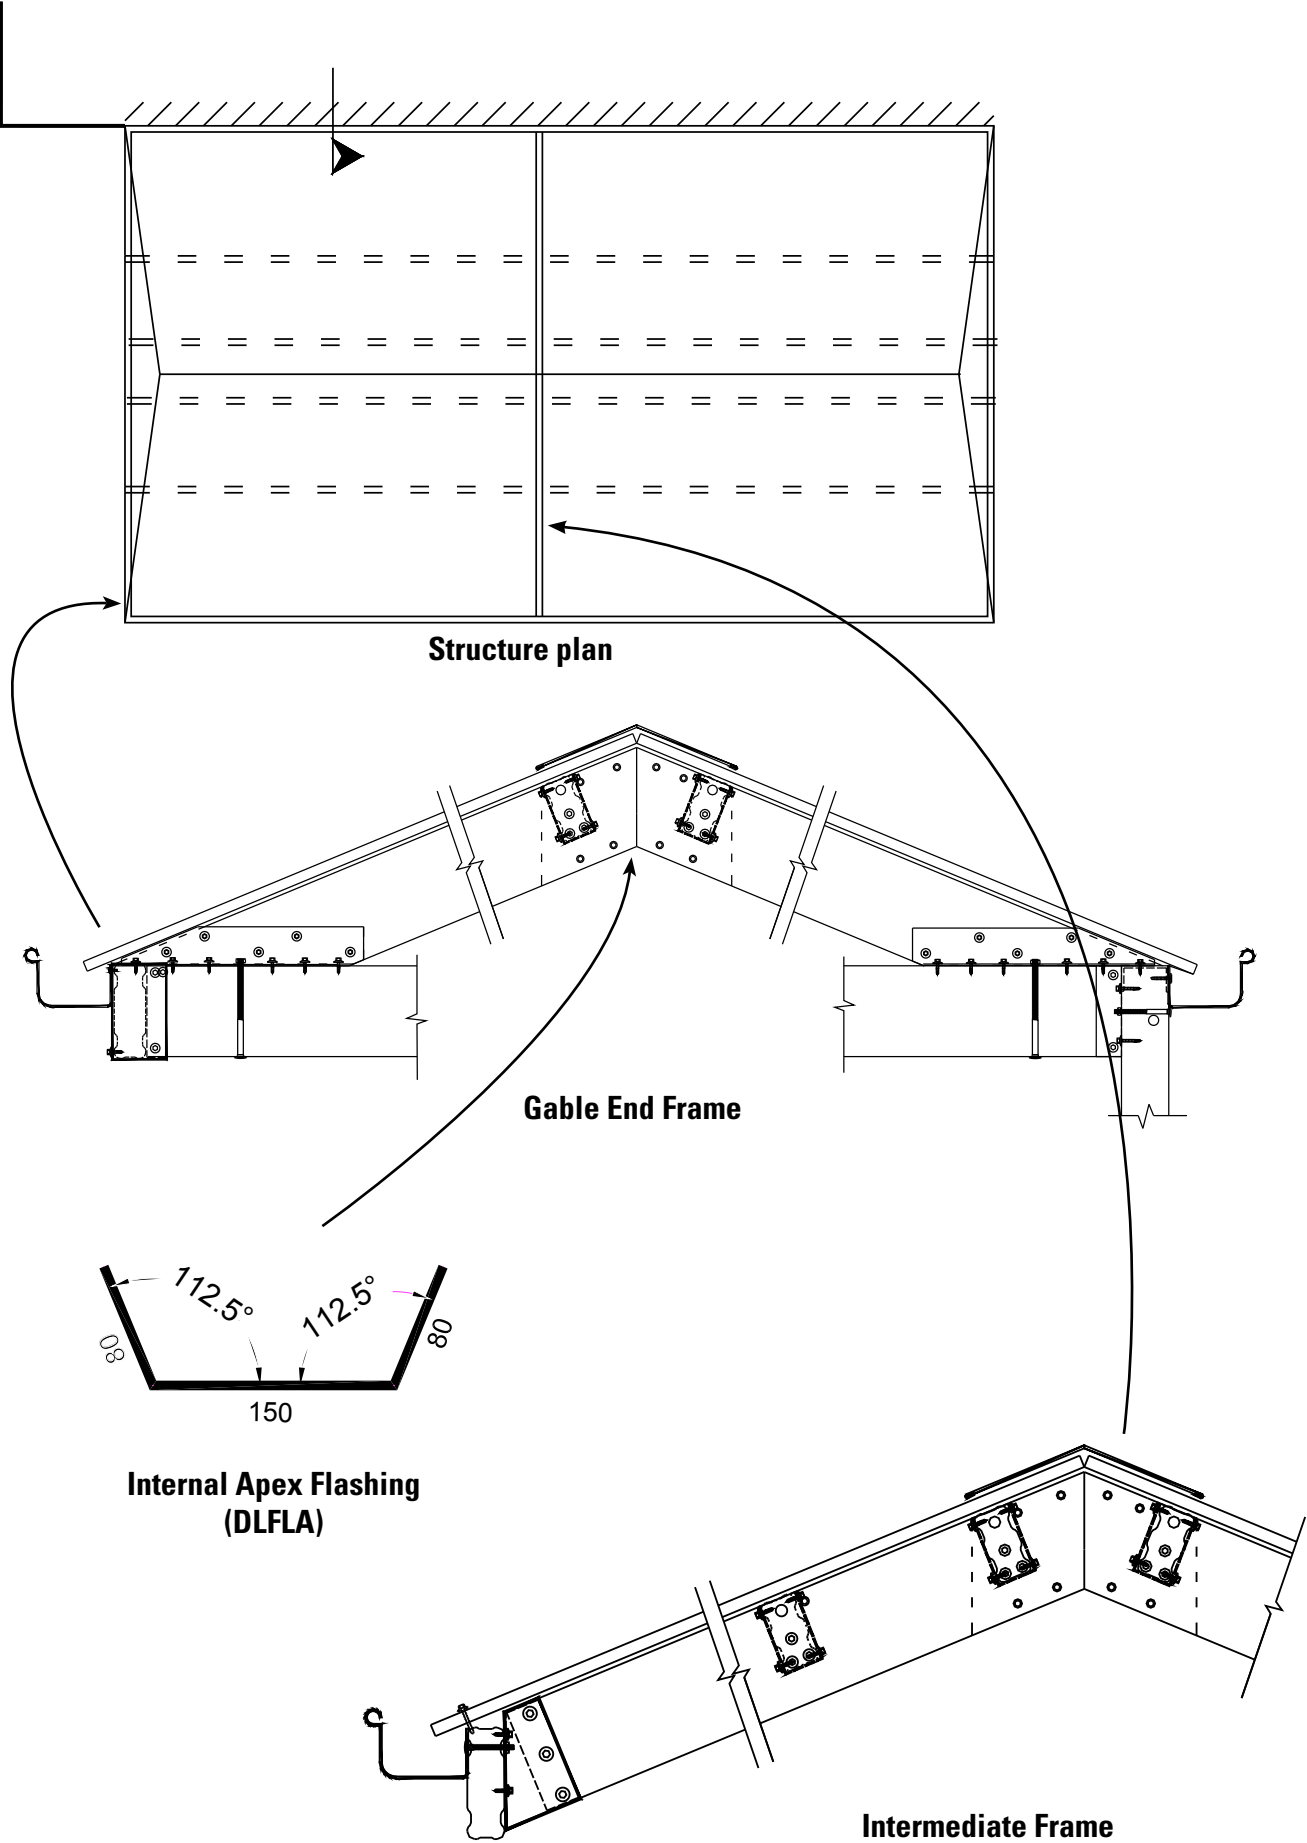 Structure plan
Gable End Frame
112.5°
112.5°
80
80
150
Internal Apex Flashing
(DLFLA)
Intermediate Frame